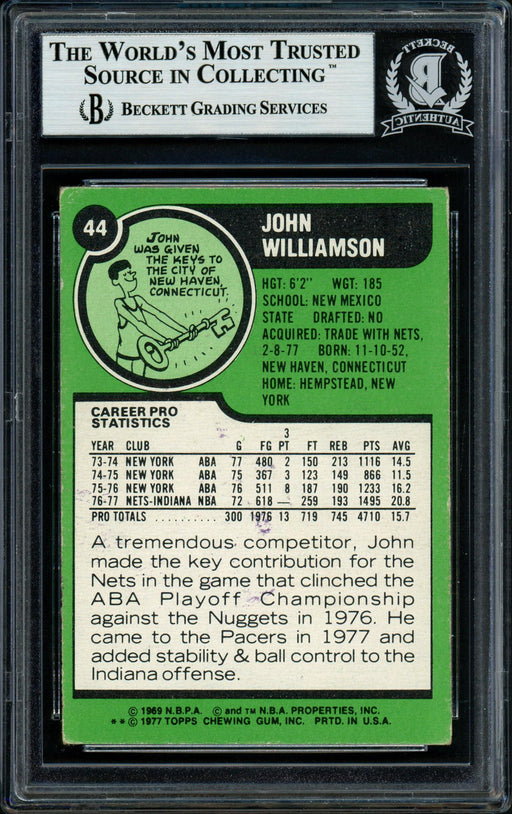 THE WORLD'S MOST TRUSTED
SOURCE IN COLLECTING™
B BECKETT GRADING SERVICES
BECKETT
B
AUTHENTIC
44
JOHN
WAS GIVEN
THE KEYS TO
THE CITY OF
NEW HAVEN,
CONNECTICUT.
JOHN
WILLIAMSON
HGT: 6'2" WGT: 185
SCHOOL: NEW MEXICO
STATE DRAFTED: NO
ACQUIRED: TRADE WITH NETS,
2-8-77 BORN: 11-10-52,
NEW HAVEN, CONNECTICUT
HOME: HEMPSTEAD, NEW
YORK
CAREER PRO
STATISTICS
3
YEAR CLUB G FG PT FT REB PTS AVG
73-74 NEW YORK ABA 77 480 2 150 213 1116 14.5
74-75 NEW YORK ABA 75 367 3 123 149 866 11.5
75-76 NEW YORK ABA 76 511 8 187 190 1233 16.2
76-77 NETS-INDIANA NBA 72 618 — 259 193 1495 20.8
PRO TOTALS .......... 300 1976 13 719 745 4710 15.7
A tremendous competitor, John
made the key contribution for the
Nets in the game that clinched the
ABA Playoff Championship
against the Nuggets in 1976. He
came to the Pacers in 1977 and
added stability & ball control to the
Indiana offense.
© 1969 N.B.P.A. © and TM N.B.A. PROPERTIES, INC.
** © 1977 TOPPS CHEWING GUM, INC. PRTD. IN U.S.A.